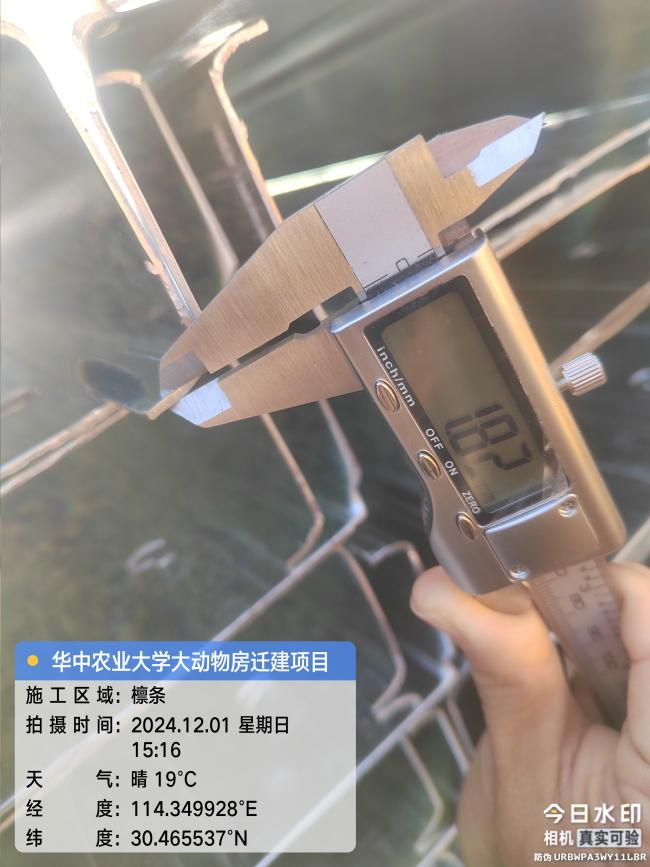 inch/mm
OFF
ON
ZERO
华中农业大学大动物房迁建项目
施工区域：檩条
拍摄时间：2024.12.01 星期日
15:16
天气：晴 19℃
经度：114.349928°E
纬度：30.465537°N
今日水印
相机 真实可验
防伪 URBWPA3WY11LBR